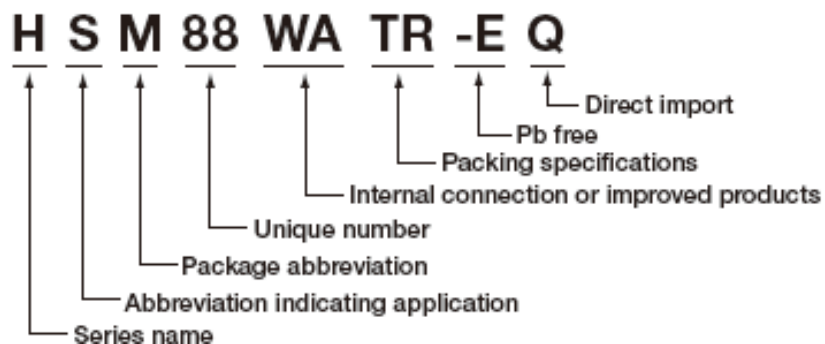 H S M 88 WA TR -E Q
Direct import
Pb free
Packing specifications
Internal connection or improved products
Unique number
Package abbreviation
Abbreviation indicating application
Series name